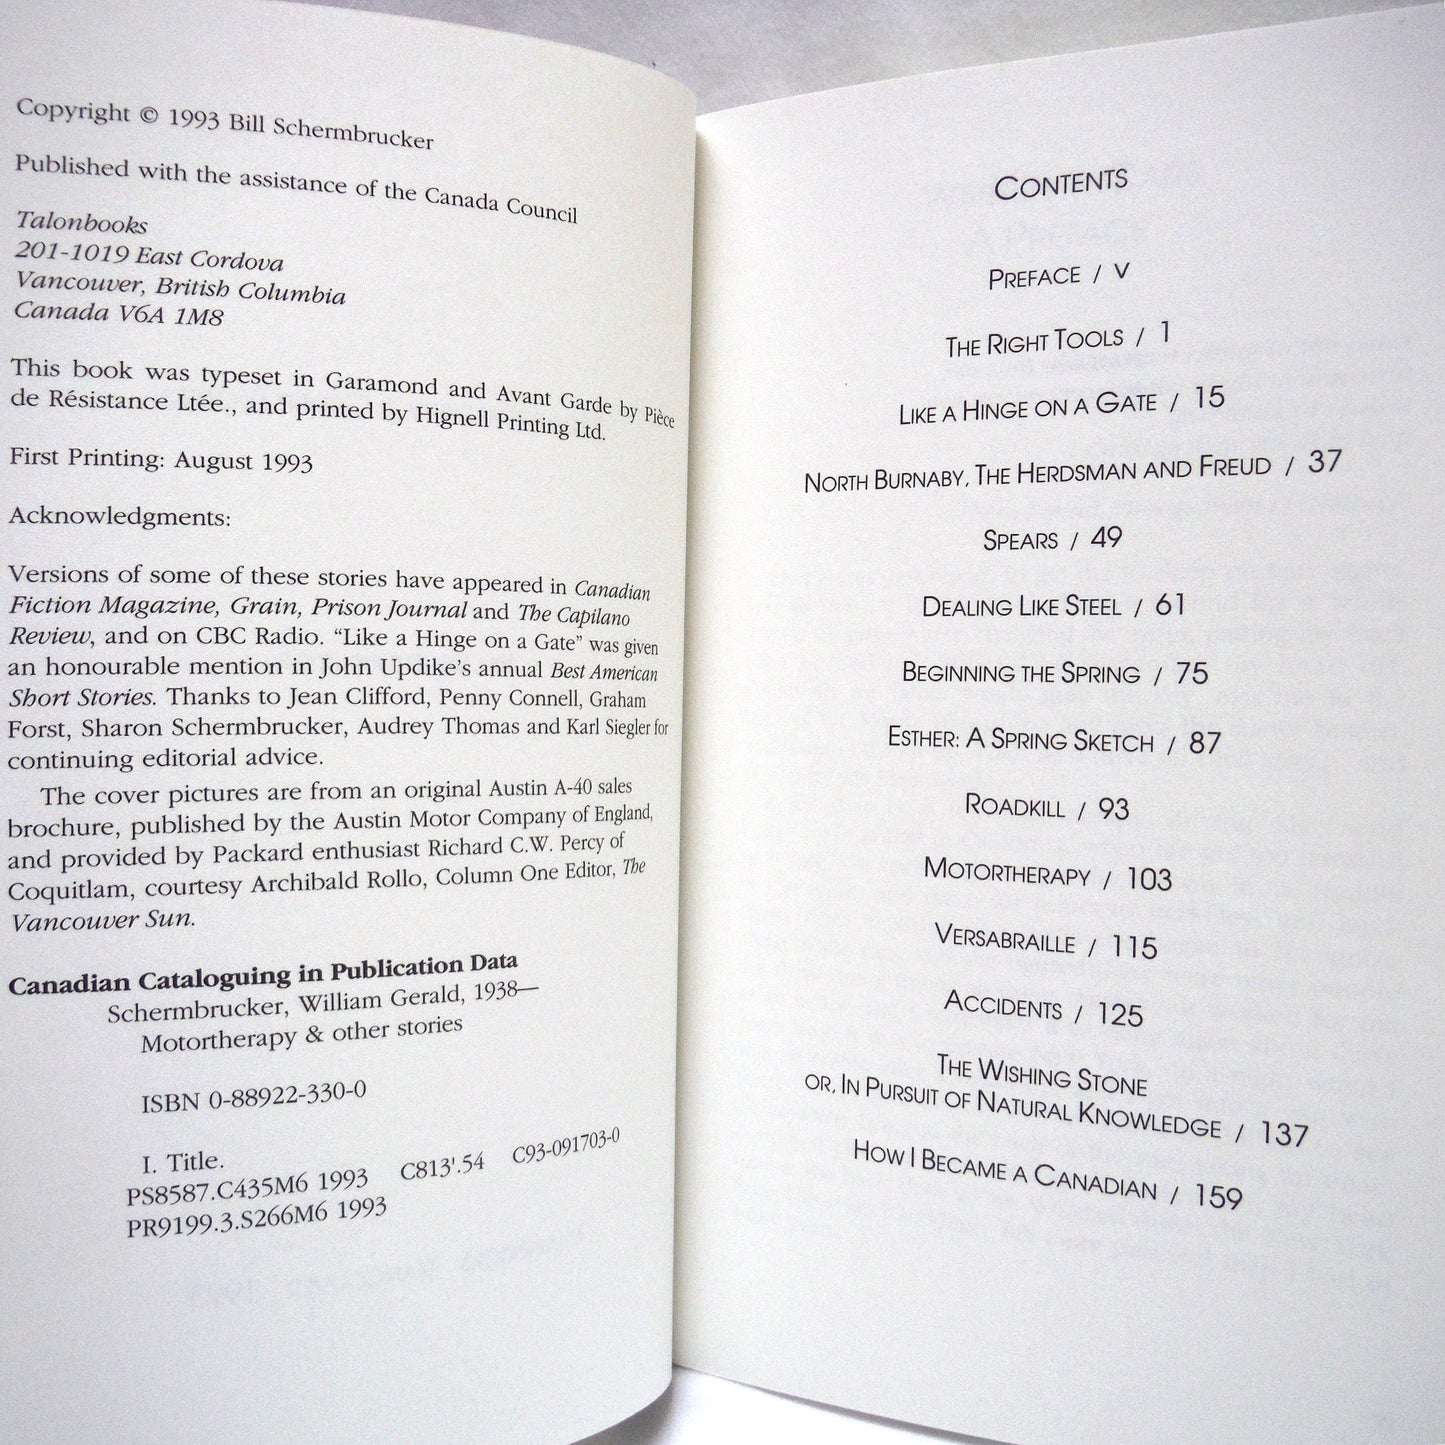 Copyright © 1993 Bill Schermbrucker
Published with the assistance of the Canada Council
Talonbooks
201-1019 East Cordova
Vancouver, British Columbia
Canada V6A 1M8
This book was typeset in Garamond and Avant Garde by Pièce
de Résistance Ltée., and printed by Hignell Printing Ltd.
First Printing: August 1993
Acknowledgments:
Versions of some of these stories have appeared in Canadian
Fiction Magazine, Grain, Prison Journal and The Capilano
Review, and on CBC Radio. “Like a Hinge on a Gate” was given
an honourable mention in John Updike’s annual Best American
Short Stories. Thanks to Jean Clifford, Penny Connell, Graham
Forst, Sharon Schermbrucker, Audrey Thomas and Karl Siegler for
continuing editorial advice.
The cover pictures are from an original Austin A-40 sales
brochure, published by the Austin Motor Company of England,
and provided by Packard enthusiast Richard C.W. Percy of
Coquitlam, courtesy Archibald Rollo, Column One Editor, The
Vancouver Sun.
Canadian Cataloguing in Publication Data
Schermbrucker, William Gerald, 1938—
Motortherapy & other stories
ISBN 0-88922-330-0
I. Title.
PS8587.C435M6 1993 C813'.54 C93-091703-0
PR9199.3.S266M6 1993
CONTENTS
PREFACE / V
THE RIGHT TOOLS / 1
LIKE A HINGE ON A GATE / 15
NORTH BURNABY, THE HERDSMAN AND FREUD / 37
SPEARS / 49
DEALING LIKE STEEL / 61
BEGINNING THE SPRING / 75
ESTHER: A SPRING SKETCH / 87
ROADKILL / 93
MOTORTHERAPY / 103
VERSABRAILLE / 115
ACCIDENTS / 125
THE WISHING STONE
OR, IN PURSUIT OF NATURAL KNOWLEDGE / 137
HOW I BECAME A CANADIAN / 159